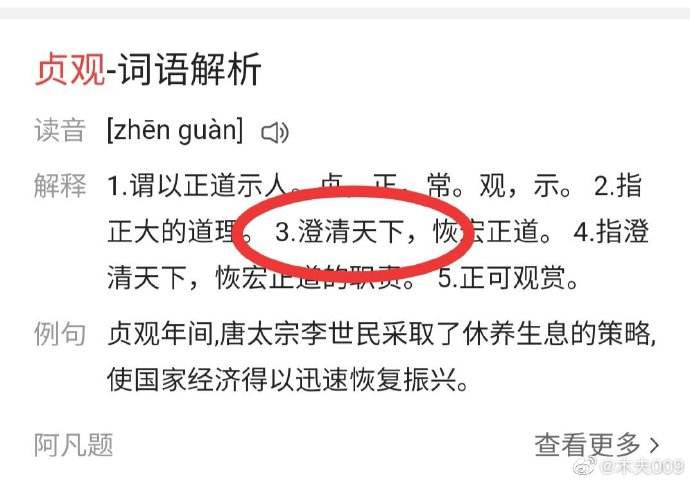 贞观-词语解析
读音 [zhēn guàn]
解释 1.谓以正道示人。贞，正、常。观，示。 2.指
正大的道理。 3.澄清天下，恢宏正道。 4.指澄
清天下，恢宏正道的职责。 5.正可观赏。
例句 贞观年间,唐太宗李世民采取了休养生息的策略,
使国家经济得以迅速恢复振兴。
阿凡题 查看更多 >
@木夫009